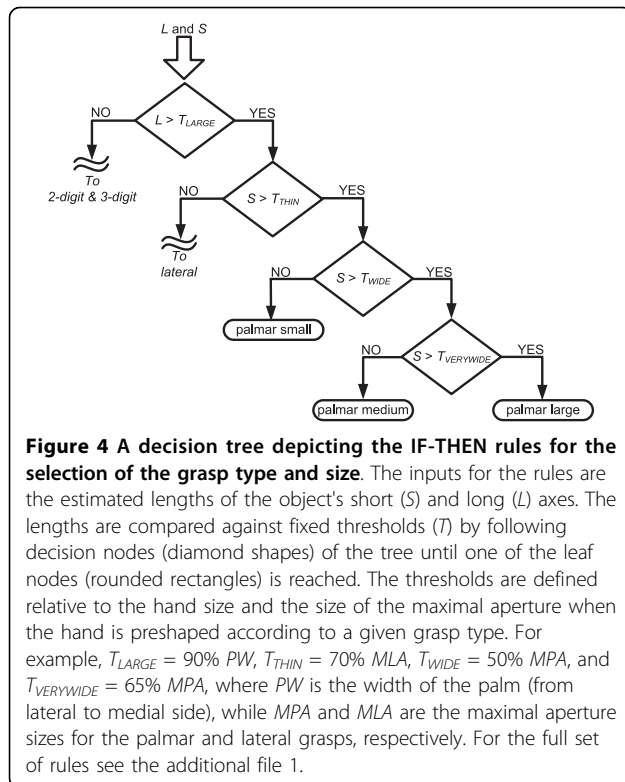 L and S
NO
L > T_LARGE
YES
To
2-digit & 3-digit
NO
S > T_THIN
YES
To
lateral
NO
S > T_WIDE
YES
palmar small
NO
S > T_VERYWIDE
YES
palmar medium
palmar large
Figure 4 A decision tree depicting the IF-THEN rules for the
selection of the grasp type and size. The inputs for the rules are
the estimated lengths of the object's short (S) and long (L) axes. The
lengths are compared against fixed thresholds (T) by following
decision nodes (diamond shapes) of the tree until one of the leaf
nodes (rounded rectangles) is reached. The thresholds are defined
relative to the hand size and the size of the maximal aperture when
the hand is preshaped according to a given grasp type. For
example, T_LARGE = 90% PW, T_THIN = 70% MLA, T_WIDE = 50% MPA, and
T_VERYWIDE = 65% MPA, where PW is the width of the palm (from
lateral to medial side), while MPA and MLA are the maximal aperture
sizes for the palmar and lateral grasps, respectively. For the full set
of rules see the additional file 1.